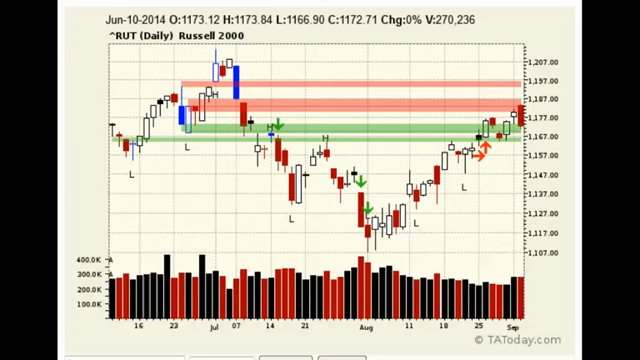 Jun-10-2014 O:1173.12 H:1173.84 L:1166.90 C:1172.71 Chg:0% V:270,236
^RUT (Daily) Russell 2000
1,207.00
1,197.00
1,187.00
1,177.00
1,167.00
1,157.00
1,147.00
1,137.00
1,127.00
1,117.00
1,107.00
H
H
H
L
L
L
L
L
400.0K
300.0K
200.0K
100.0K
A
A
16 23 Jul 07 14 21 28 Aug 11 18 25 Sep
© TAToday.com